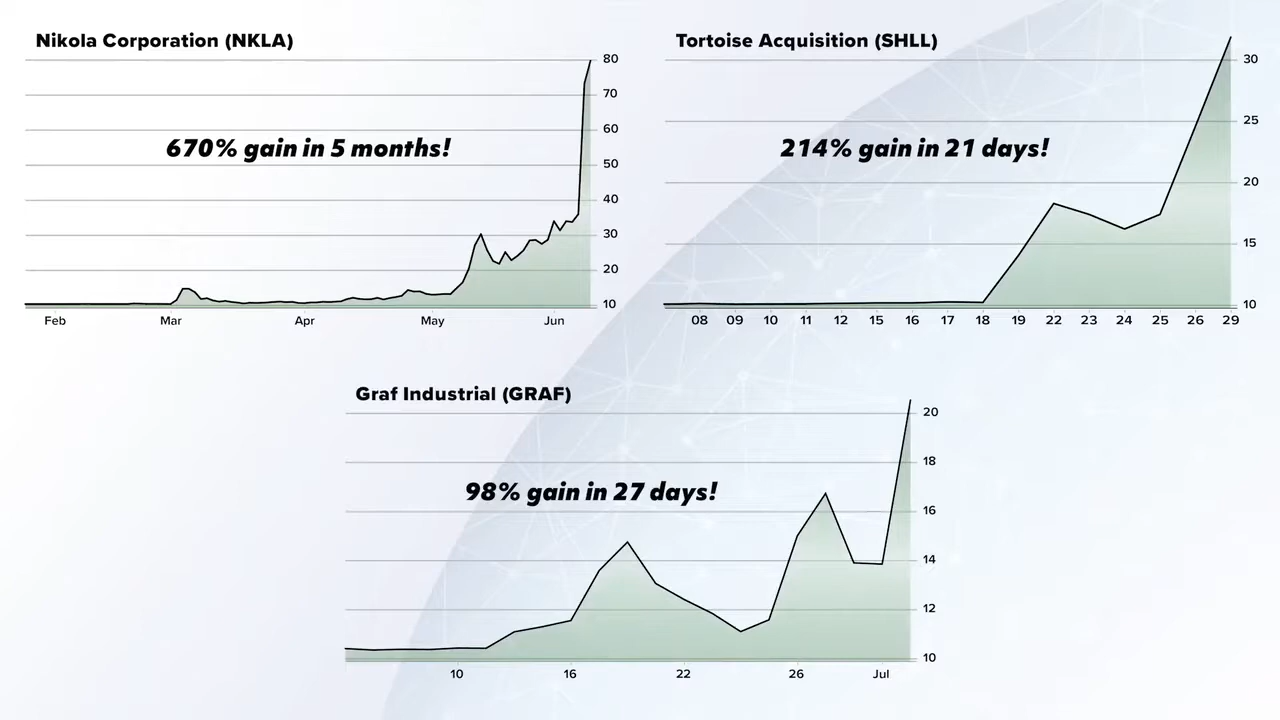 Nikola Corporation (NKLA)
80
70
60
50
40
30
20
10
670% gain in 5 months!
Feb Mar Apr May Jun
Tortoise Acquisition (SHLL)
30
25
20
15
10
214% gain in 21 days!
08 09 10 11 12 15 16 17 18 19 22 23 24 25 26 29
Graf Industrial (GRAF)
20
18
16
14
12
10
98% gain in 27 days!
10 16 22 26 Jul